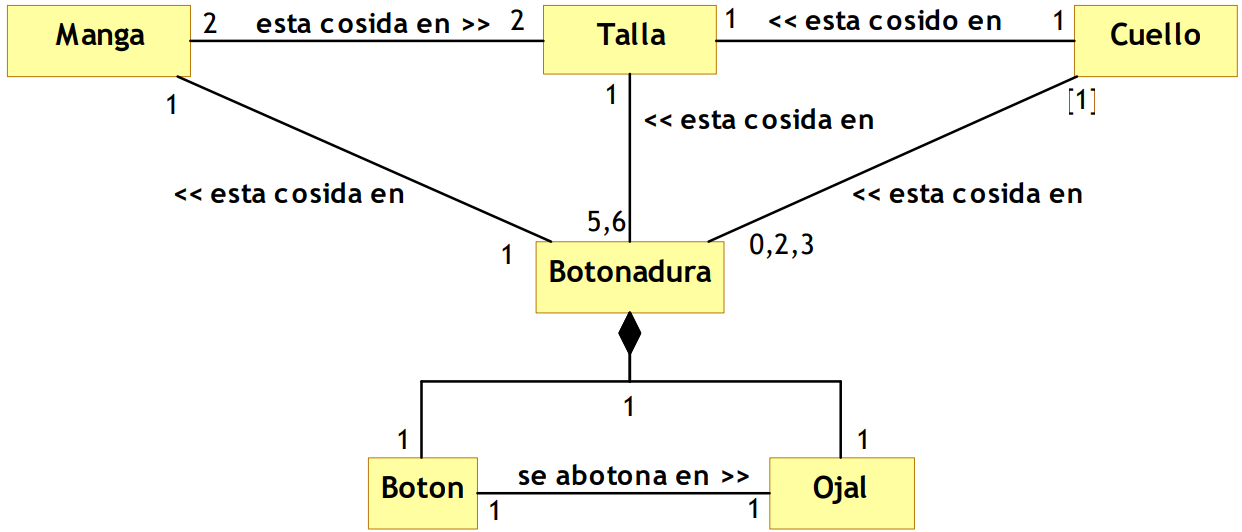 Manga
2
esta cosida en >>
2
Talla
1
<< esta cosido en
1
Cuello
1
1
[1]
<< esta cosida en
<< esta cosida en
<< esta cosida en
5,6
1
0,2,3
Botonadura
1
1
1
Boton
se abotona en >>
Ojal
1
1